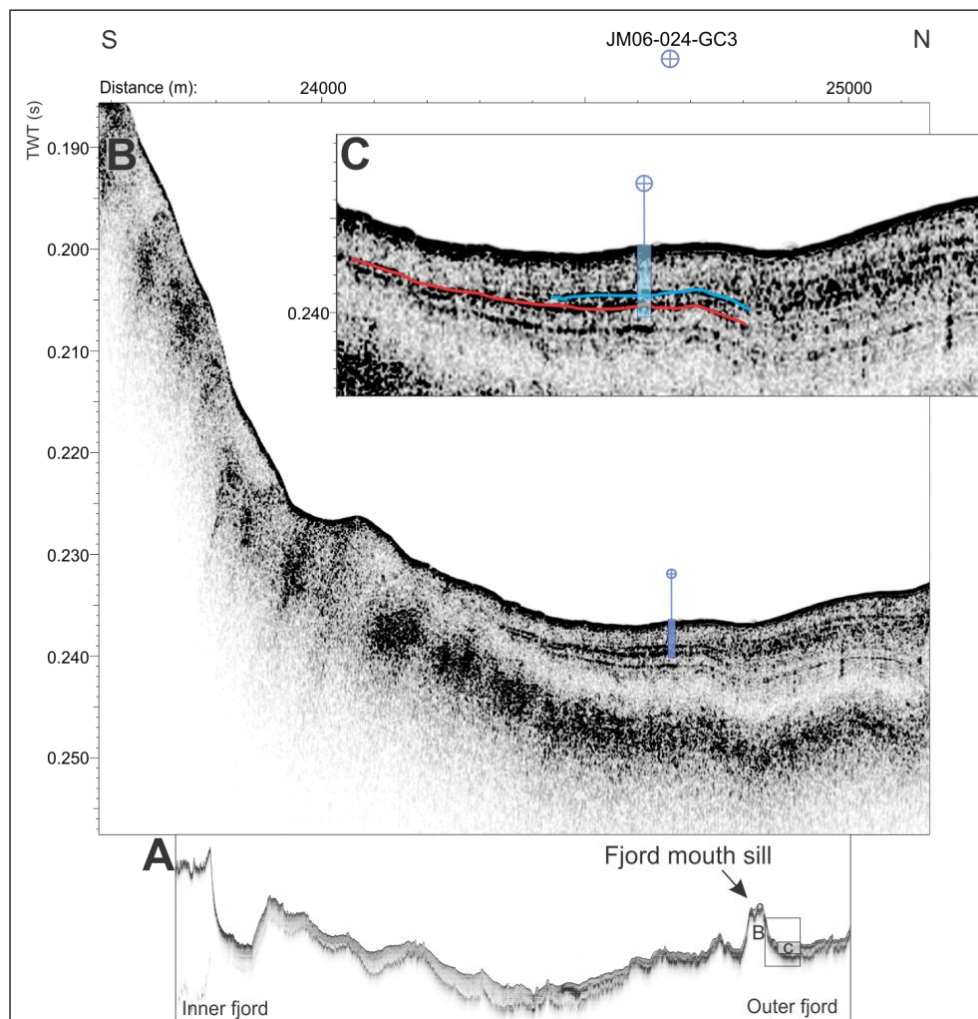 S
JM06-024-GC3
N
Distance (m):
24000
25000
TWT (s)
0.190
B
C
0.200
0.210
0.220
0.230
0.240
0.250
0.240
A
Fjord mouth sill
B
C
Inner fjord
Outer fjord